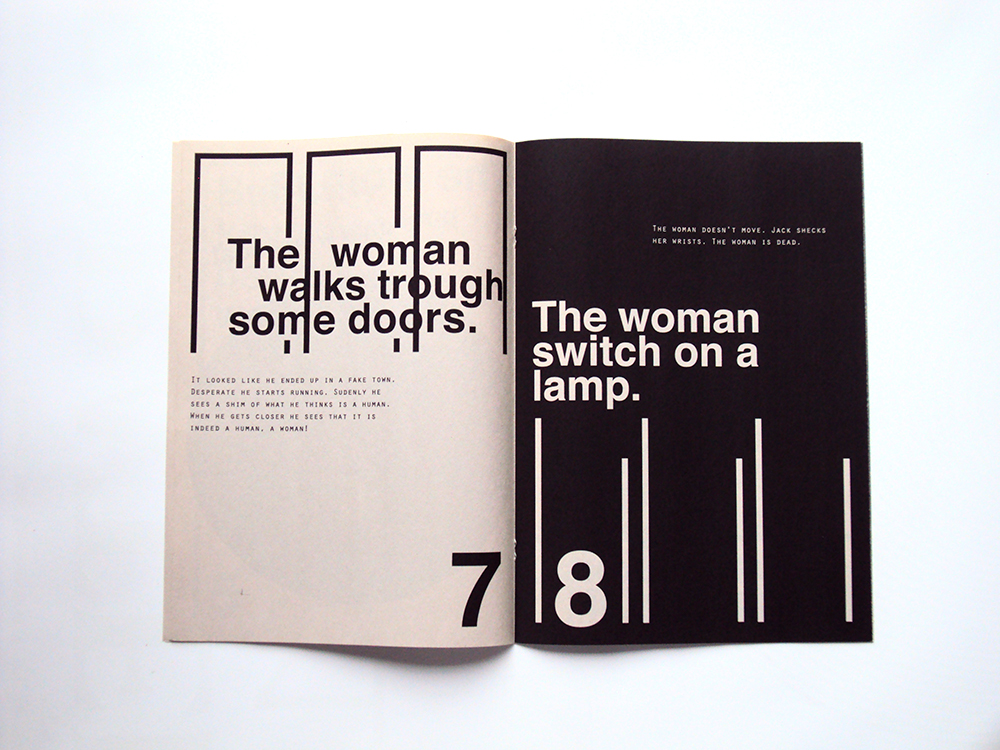 The woman
walks trough
some doors.
IT LOOKED LIKE HE ENDED UP IN A FAKE TOWN.
DESPERATE HE STARTS RUNNING. SUDENLY HE
SEES A SHIM OF WHAT HE THINKS IS A HUMAN.
WHEN HE GETS CLOSER HE SEES THAT IT IS
INDEED A HUMAN, A WOMAN!
7
THE WOMAN DOESN'T MOVE. JACK SHECKS
HER WRISTS. THE WOMAN IS DEAD.
The woman
switch on a
lamp.
8